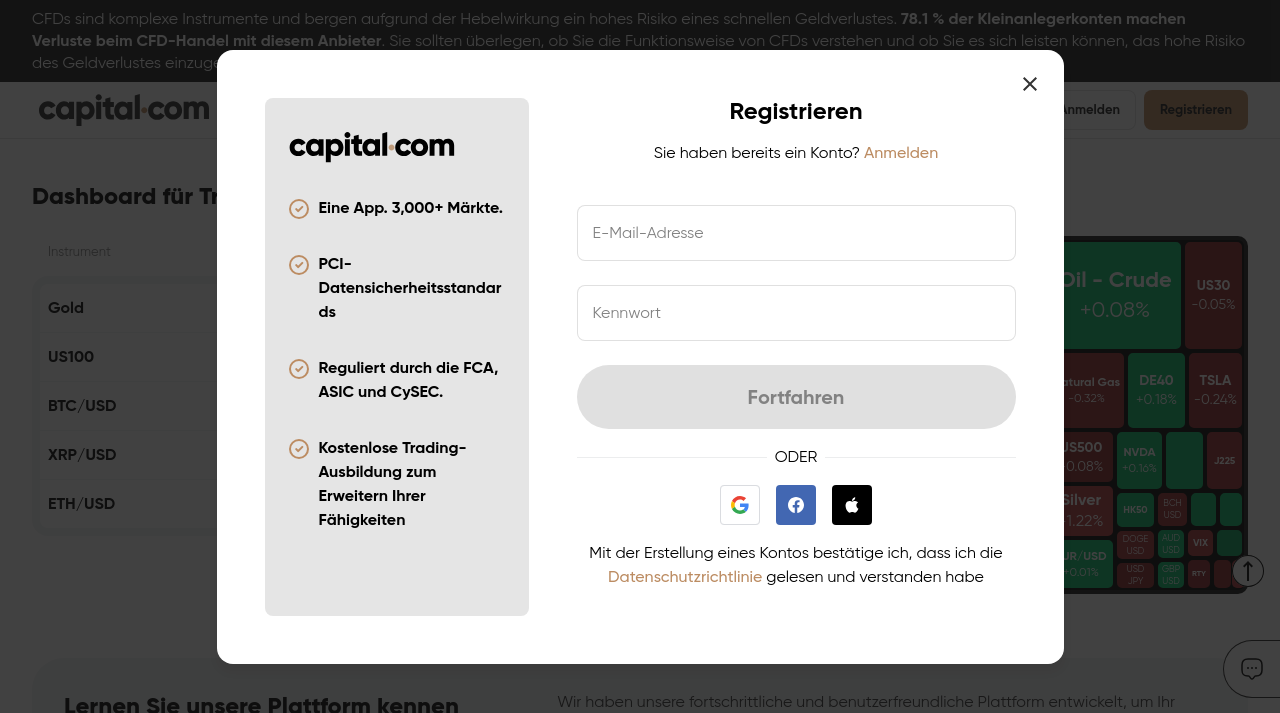 CFDs sind komplexe Instrumente und bergen aufgrund der Hebelwirkung ein hohes Risiko eines schnellen Geldverlustes. 78.1 % der Kleinanlegerkonten machen
Verluste beim CFD-Handel mit diesem Anbieter. Sie sollten überlegen, ob Sie die Funktionsweise von CFDs verstehen und ob Sie es sich leisten können, das hohe Risiko
des Geldverlustes
capital.com
Anmelden
Registrieren
Dashboard für
Instrument
Gold
US100
BTC/USD
XRP/USD
ETH/USD
capital.com
Eine App. 3,000+ Märkte.
PCI-
Datensicherheitsstandar
ds
Reguliert durch die FCA,
ASIC und CySEC.
Kostenlose Trading-
Ausbildung zum
Erweitern Ihrer
Fähigkeiten
Registrieren
Sie haben bereits ein Konto? Anmelden
E-Mail-Adresse
Kennwort
Fortfahren
ODER
Mit der Erstellung eines Kontos bestätige ich, dass ich die
Datenschutzrichtlinie gelesen und verstanden habe
Oil - Crude
+0.08%
US30
-0.05%
Gas
-0.32%
DE40
+0.18%
TSLA
-0.24%
US500
-0.08%
NVDA
+0.16%
J225
Silver
-1.22%
HK50
BCH
USD
DOGE
USD
AUD
USD
VIX
EUR/USD
+0.01%
USD
JPY
GBP
USD
RTY
Lernen Sie unsere Plattform kennen
Wir haben unsere fortschrittliche und benutzerfreundliche Plattform entwickelt, um Ihr